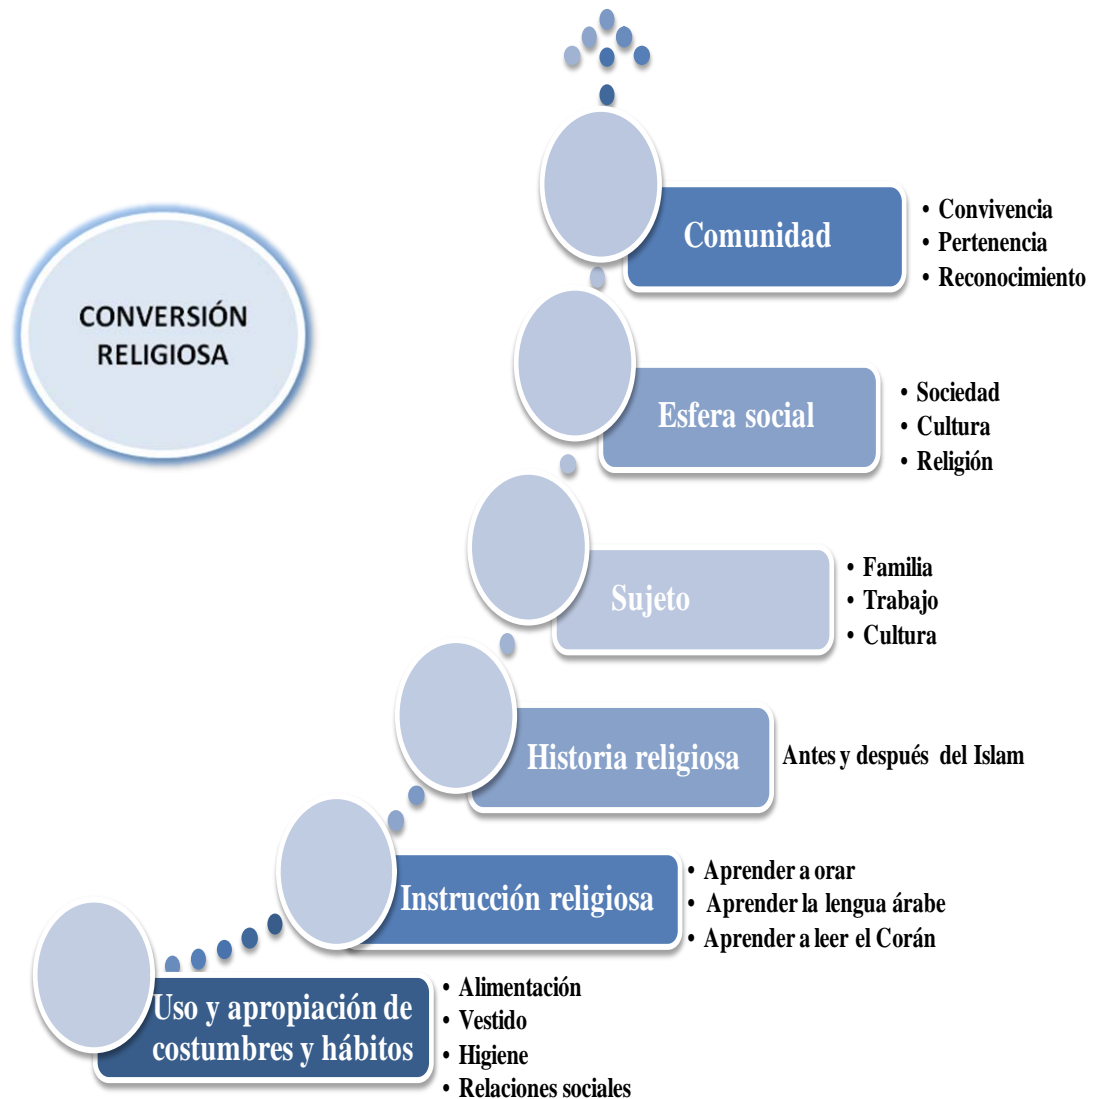 CONVERSIÓN
RELIGIOSA
Comunidad
• Convivencia
• Pertenencia
• Reconocimiento
Esfera social
• Sociedad
• Cultura
• Religión
Sujeto
• Familia
• Trabajo
• Cultura
Historia religiosa
Antes y después del Islam
Instrucción religiosa
• Aprender a orar
• Aprender la lengua árabe
• Aprender a leer el Corán
Uso y apropiación de
costumbres y hábitos
• Alimentación
• Vestido
• Higiene
• Relaciones sociales